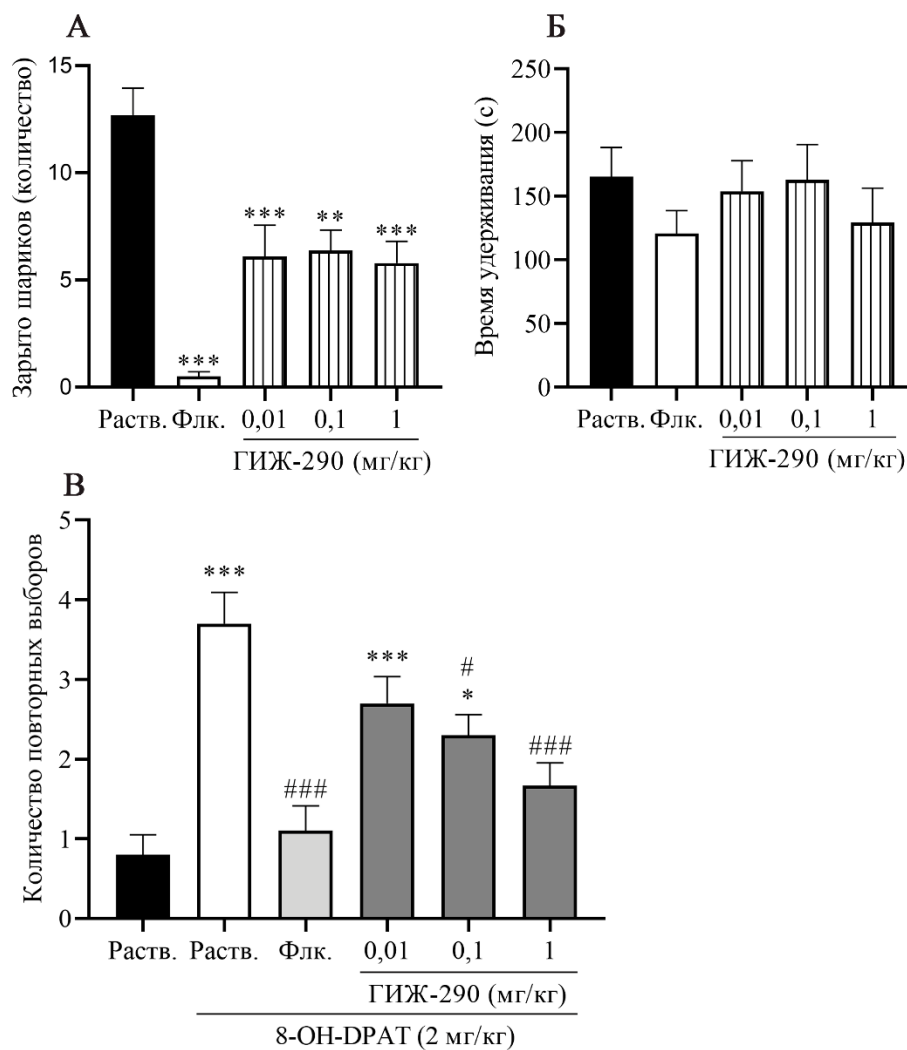 А
Зарыто шариков (количество)
15
10
5
0
***
***
**
***
Раств. Флк. 0,01 0,1 1
ГИЖ-290 (мг/кг)
Б
Время удерживания (с)
250
200
150
100
50
0
Раств. Флк. 0,01 0,1 1
ГИЖ-290 (мг/кг)
В
Количество повторных выборов
5
4
3
2
1
0
***
###
***
#
*
###
Раств. Раств. Флк. 0,01 0,1 1
ГИЖ-290 (мг/кг)
8-OH-DPAT (2 мг/кг)